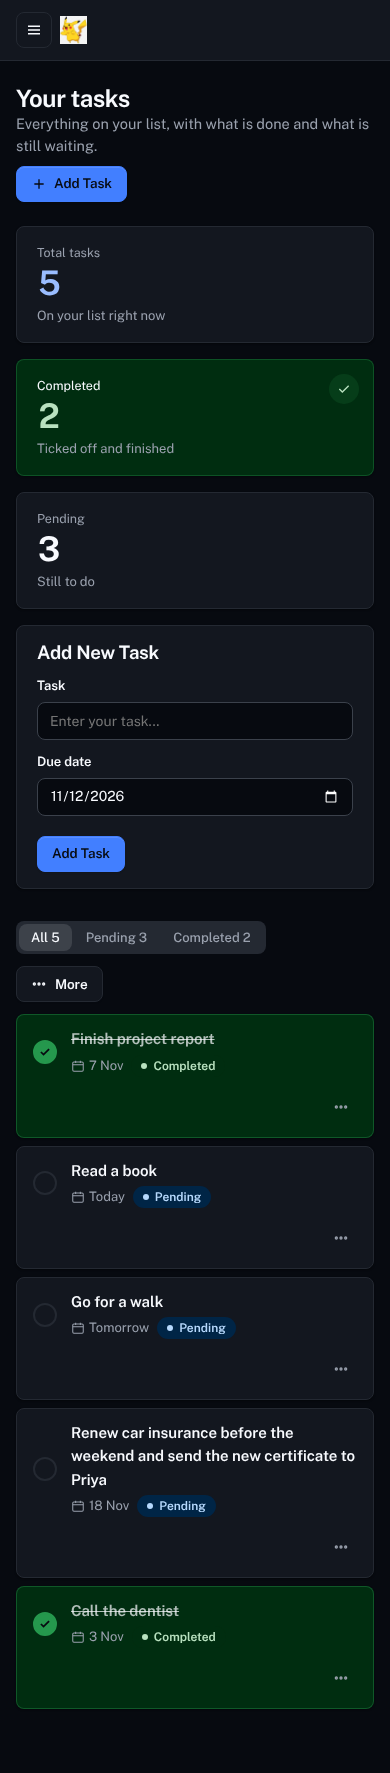 Your tasks
Everything on your list, with what is done and what is
still waiting.
+ Add Task
Total tasks
5
On your list right now
Completed
2
Ticked off and finished
Pending
3
Still to do
Add New Task
Task
Enter your task...
Due date
11/12/2026
Add Task
All 5 Pending 3 Completed 2
More
Finish project report
7 Nov Completed
Read a book
Today Pending
Go for a walk
Tomorrow Pending
Renew car insurance before the
weekend and send the new certificate to
Priya
18 Nov Pending
Call the dentist
3 Nov Completed